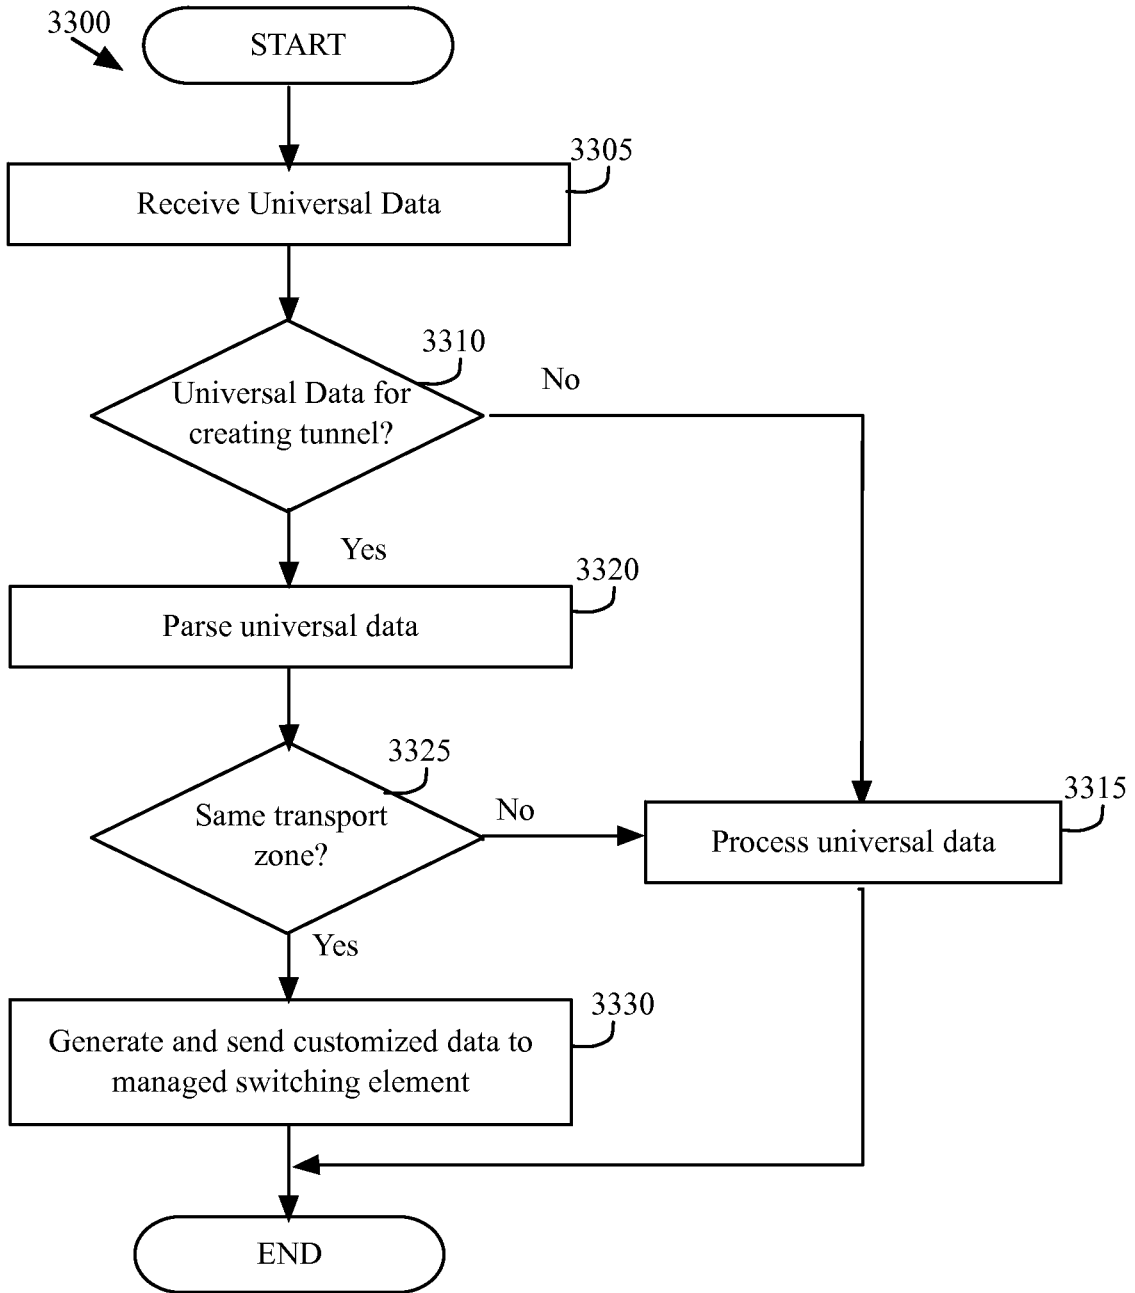 3300
START
3305
Receive Universal Data
3310
Universal Data for
creating tunnel?
No
Yes
3320
Parse universal data
3325
Same transport
zone?
No
3315
Process universal data
Yes
3330
Generate and send customized data to
managed switching element
END